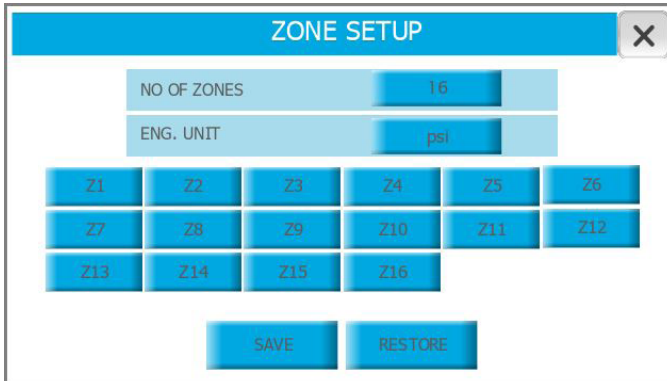 ZONE SETUP
NO OF ZONES 16
ENG. UNIT psi
Z1 Z2 Z3 Z4 Z5 Z6
Z7 Z8 Z9 Z10 Z11 Z12
Z13 Z14 Z15 Z16
SAVE RESTORE